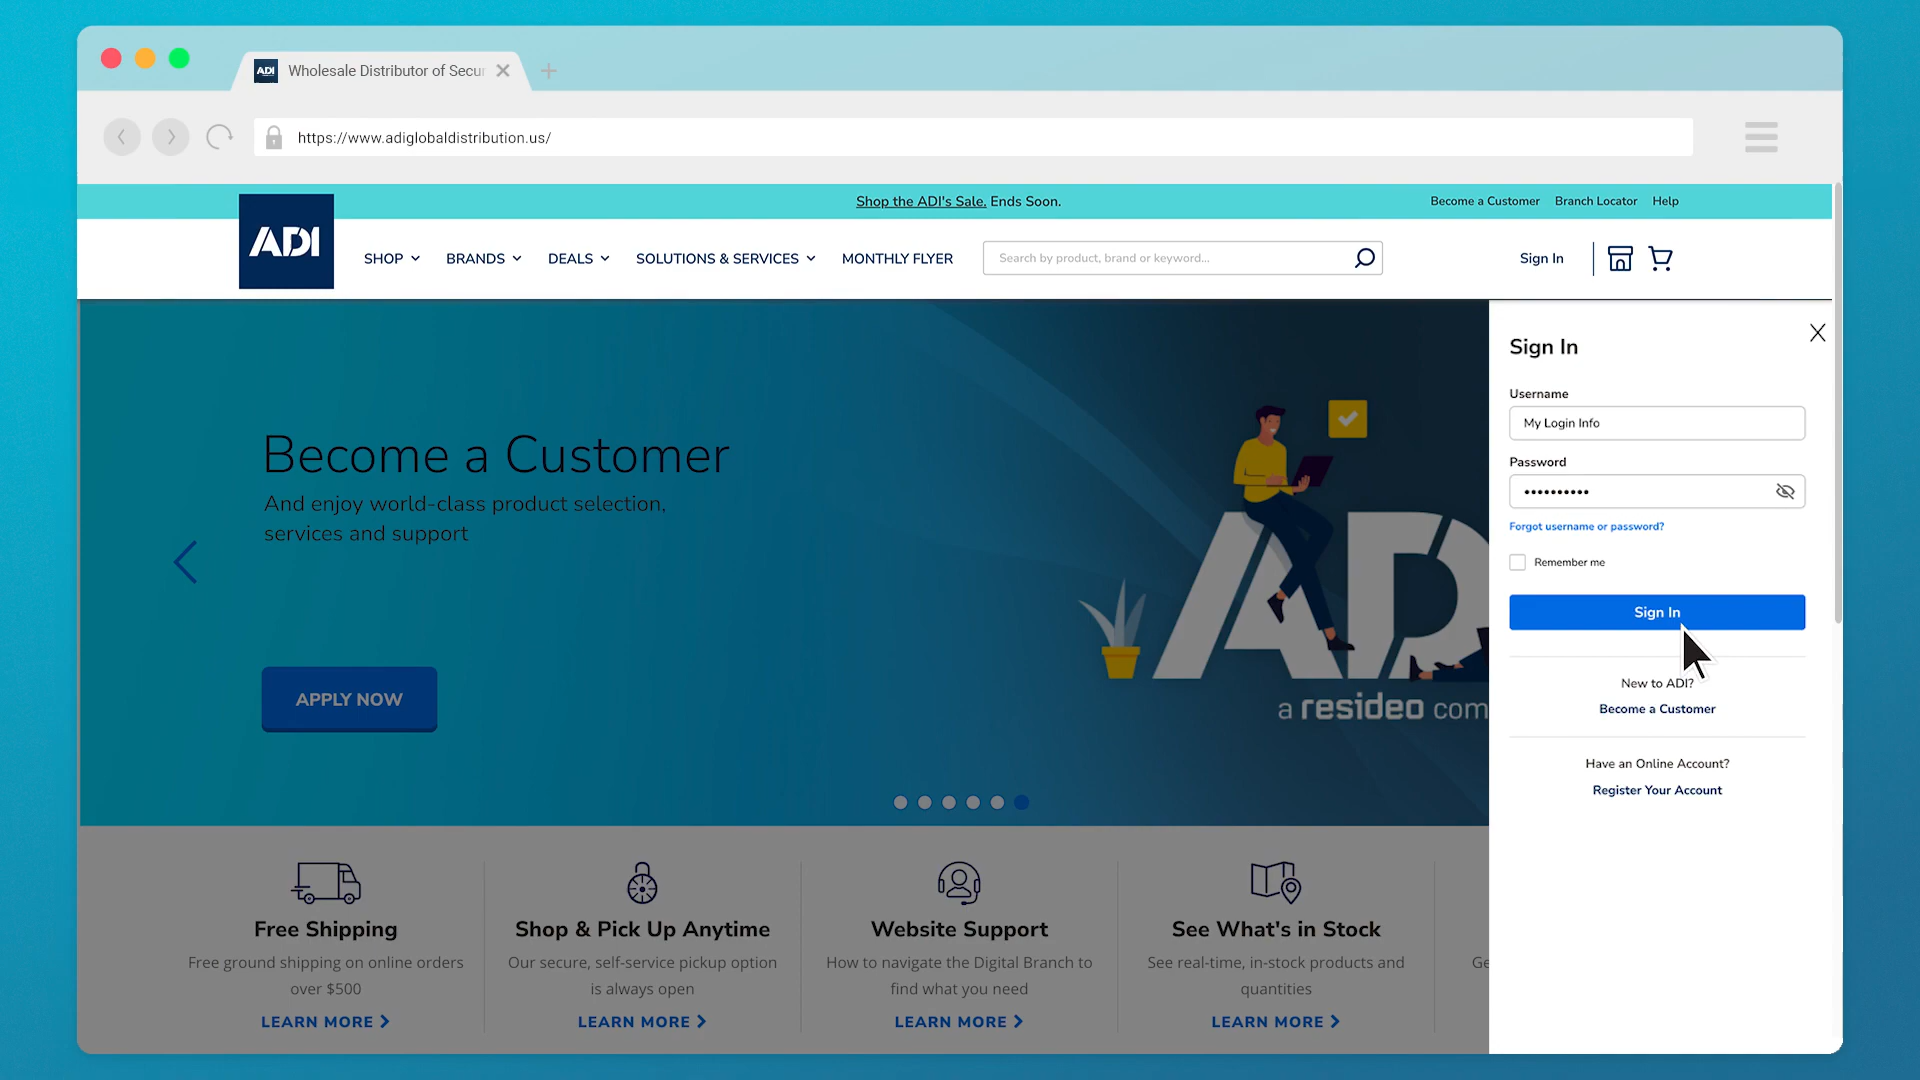 ADI
Wholesale Distributor of Secur
https://www.adiglobaldistribution.us/
Shop the ADI's Sale. Ends Soon.
Become a Customer
Branch Locator
Help
ADI
SHOP
BRANDS
DEALS
SOLUTIONS & SERVICES
MONTHLY FLYER
Search by product, brand or keyword...
Sign In
Become a Customer
And enjoy world-class product selection,
services and support
APPLY NOW
AD
a resideo com
Sign In
Username
My Login Info
Password
••••••••••
Forgot username or password?
Remember me
Sign In
New to ADI?
Become a Customer
Have an Online Account?
Register Your Account
Free Shipping
Free ground shipping on online orders
over $500
LEARN MORE
Shop & Pick Up Anytime
Our secure, self-service pickup option
is always open
LEARN MORE
Website Support
How to navigate the Digital Branch to
find what you need
LEARN MORE
See What's in Stock
See real-time, in-stock products and
quantities
LEARN MORE
Ge